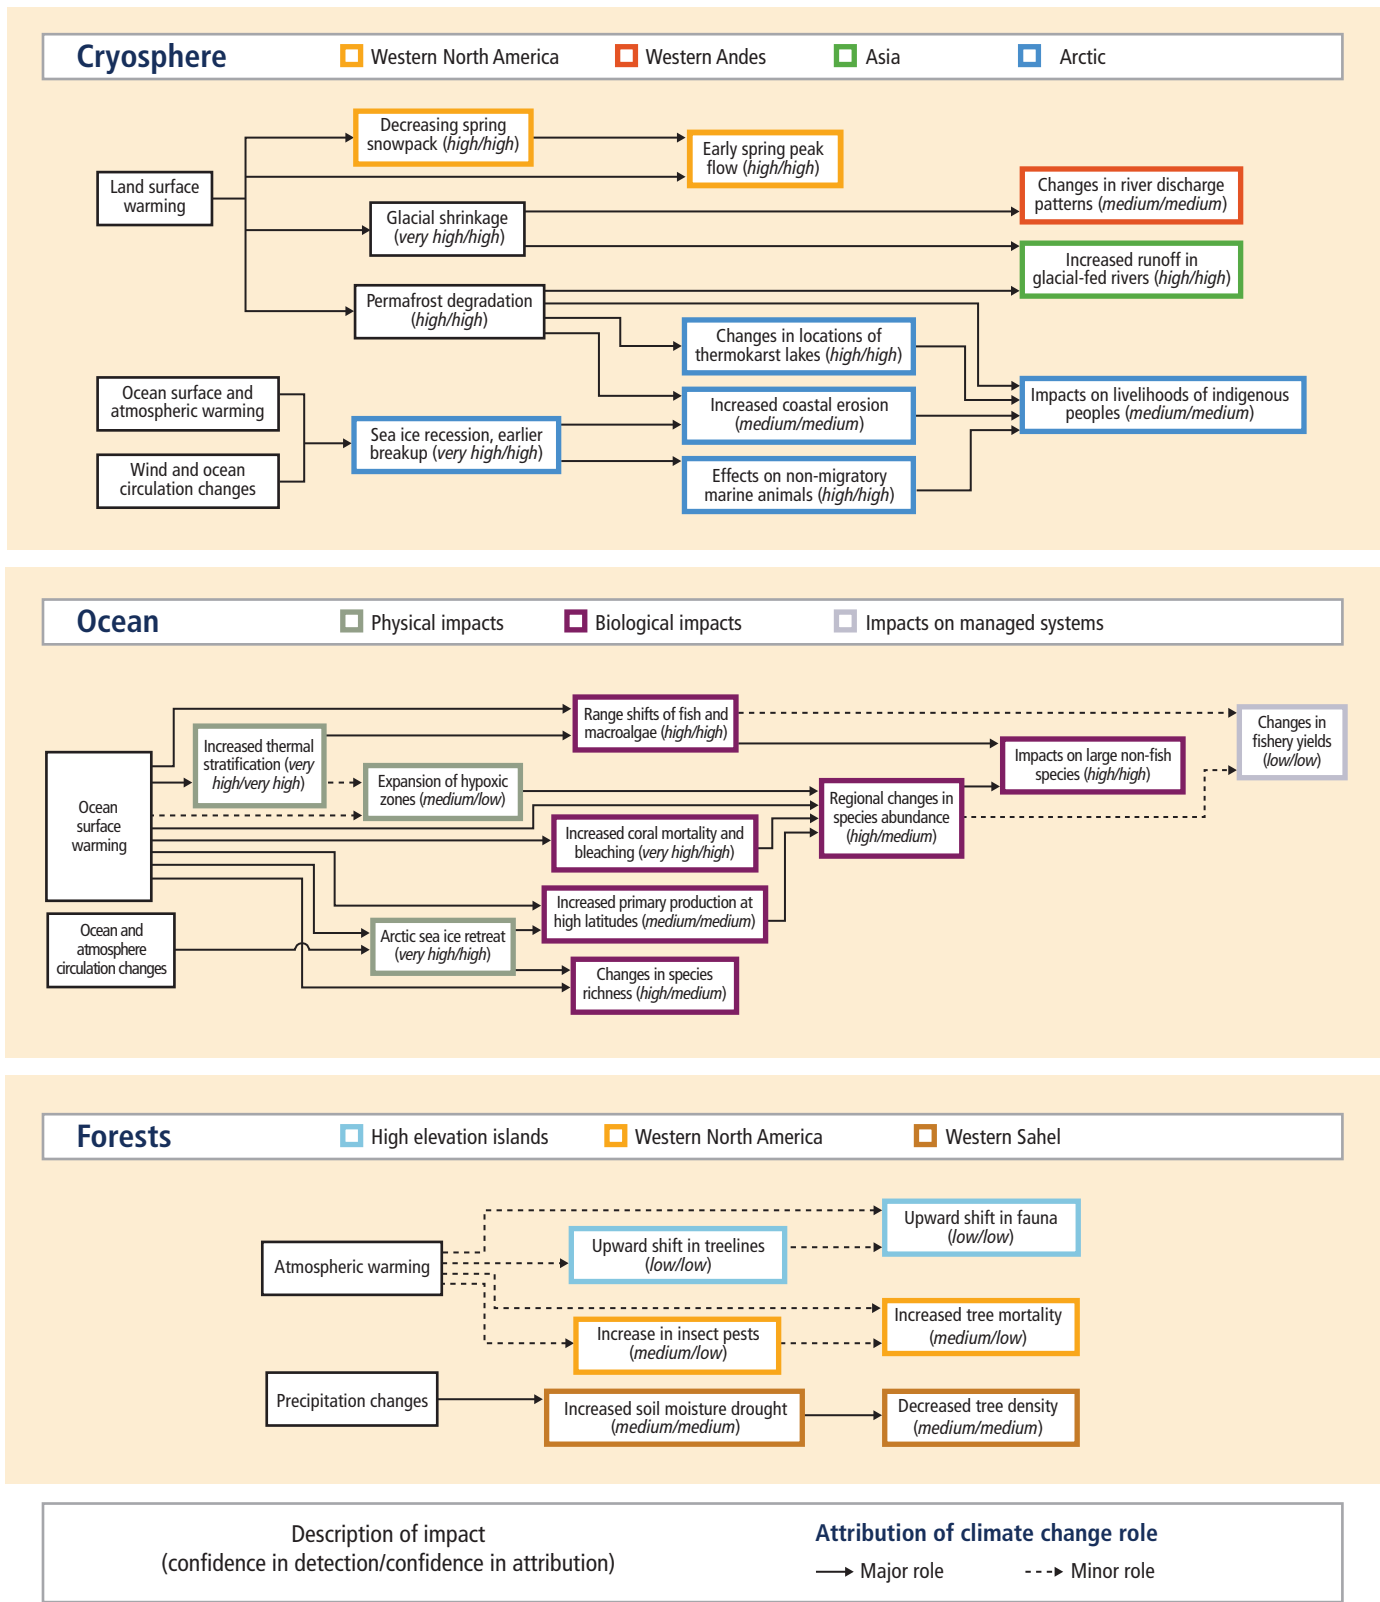 Cryosphere
Western North America
Western Andes
Asia
Arctic
Decreasing spring
snowpack (high/high)
Early spring peak
flow (high/high)
Land surface
warming
Changes in river discharge
patterns (medium/medium)
Glacial shrinkage
(very high/high)
Increased runoff in
glacial-fed rivers (high/high)
Permafrost degradation
(high/high)
Changes in locations of
thermokarst lakes (high/high)
Ocean surface and
atmospheric warming
Increased coastal erosion
(medium/medium)
Impacts on livelihoods of indigenous
peoples (medium/medium)
Sea ice recession, earlier
breakup (very high/high)
Wind and ocean
circulation changes
Effects on non-migratory
marine animals (high/high)
Ocean
Physical impacts
Biological impacts
Impacts on managed systems
Range shifts of fish and
macroalgae (high/high)
Changes in
fishery yields
(low/low)
Increased thermal
stratification (very
high/very high)
Impacts on large non-fish
species (high/high)
Expansion of hypoxic
zones (medium/low)
Ocean
surface
warming
Regional changes in
species abundance
(high/medium)
Increased coral mortality and
bleaching (very high/high)
Increased primary production at
high latitudes (medium/medium)
Ocean and
atmosphere
circulation changes
Arctic sea ice retreat
(very high/high)
Changes in species
richness (high/medium)
Forests
High elevation islands
Western North America
Western Sahel
Upward shift in fauna
(low/low)
Upward shift in treelines
(low/low)
Atmospheric warming
Increased tree mortality
(medium/low)
Increase in insect pests
(medium/low)
Precipitation changes
Increased soil moisture drought
(medium/medium)
Decreased tree density
(medium/medium)
Description of impact
(confidence in detection/confidence in attribution)
Attribution of climate change role
Major role
Minor role